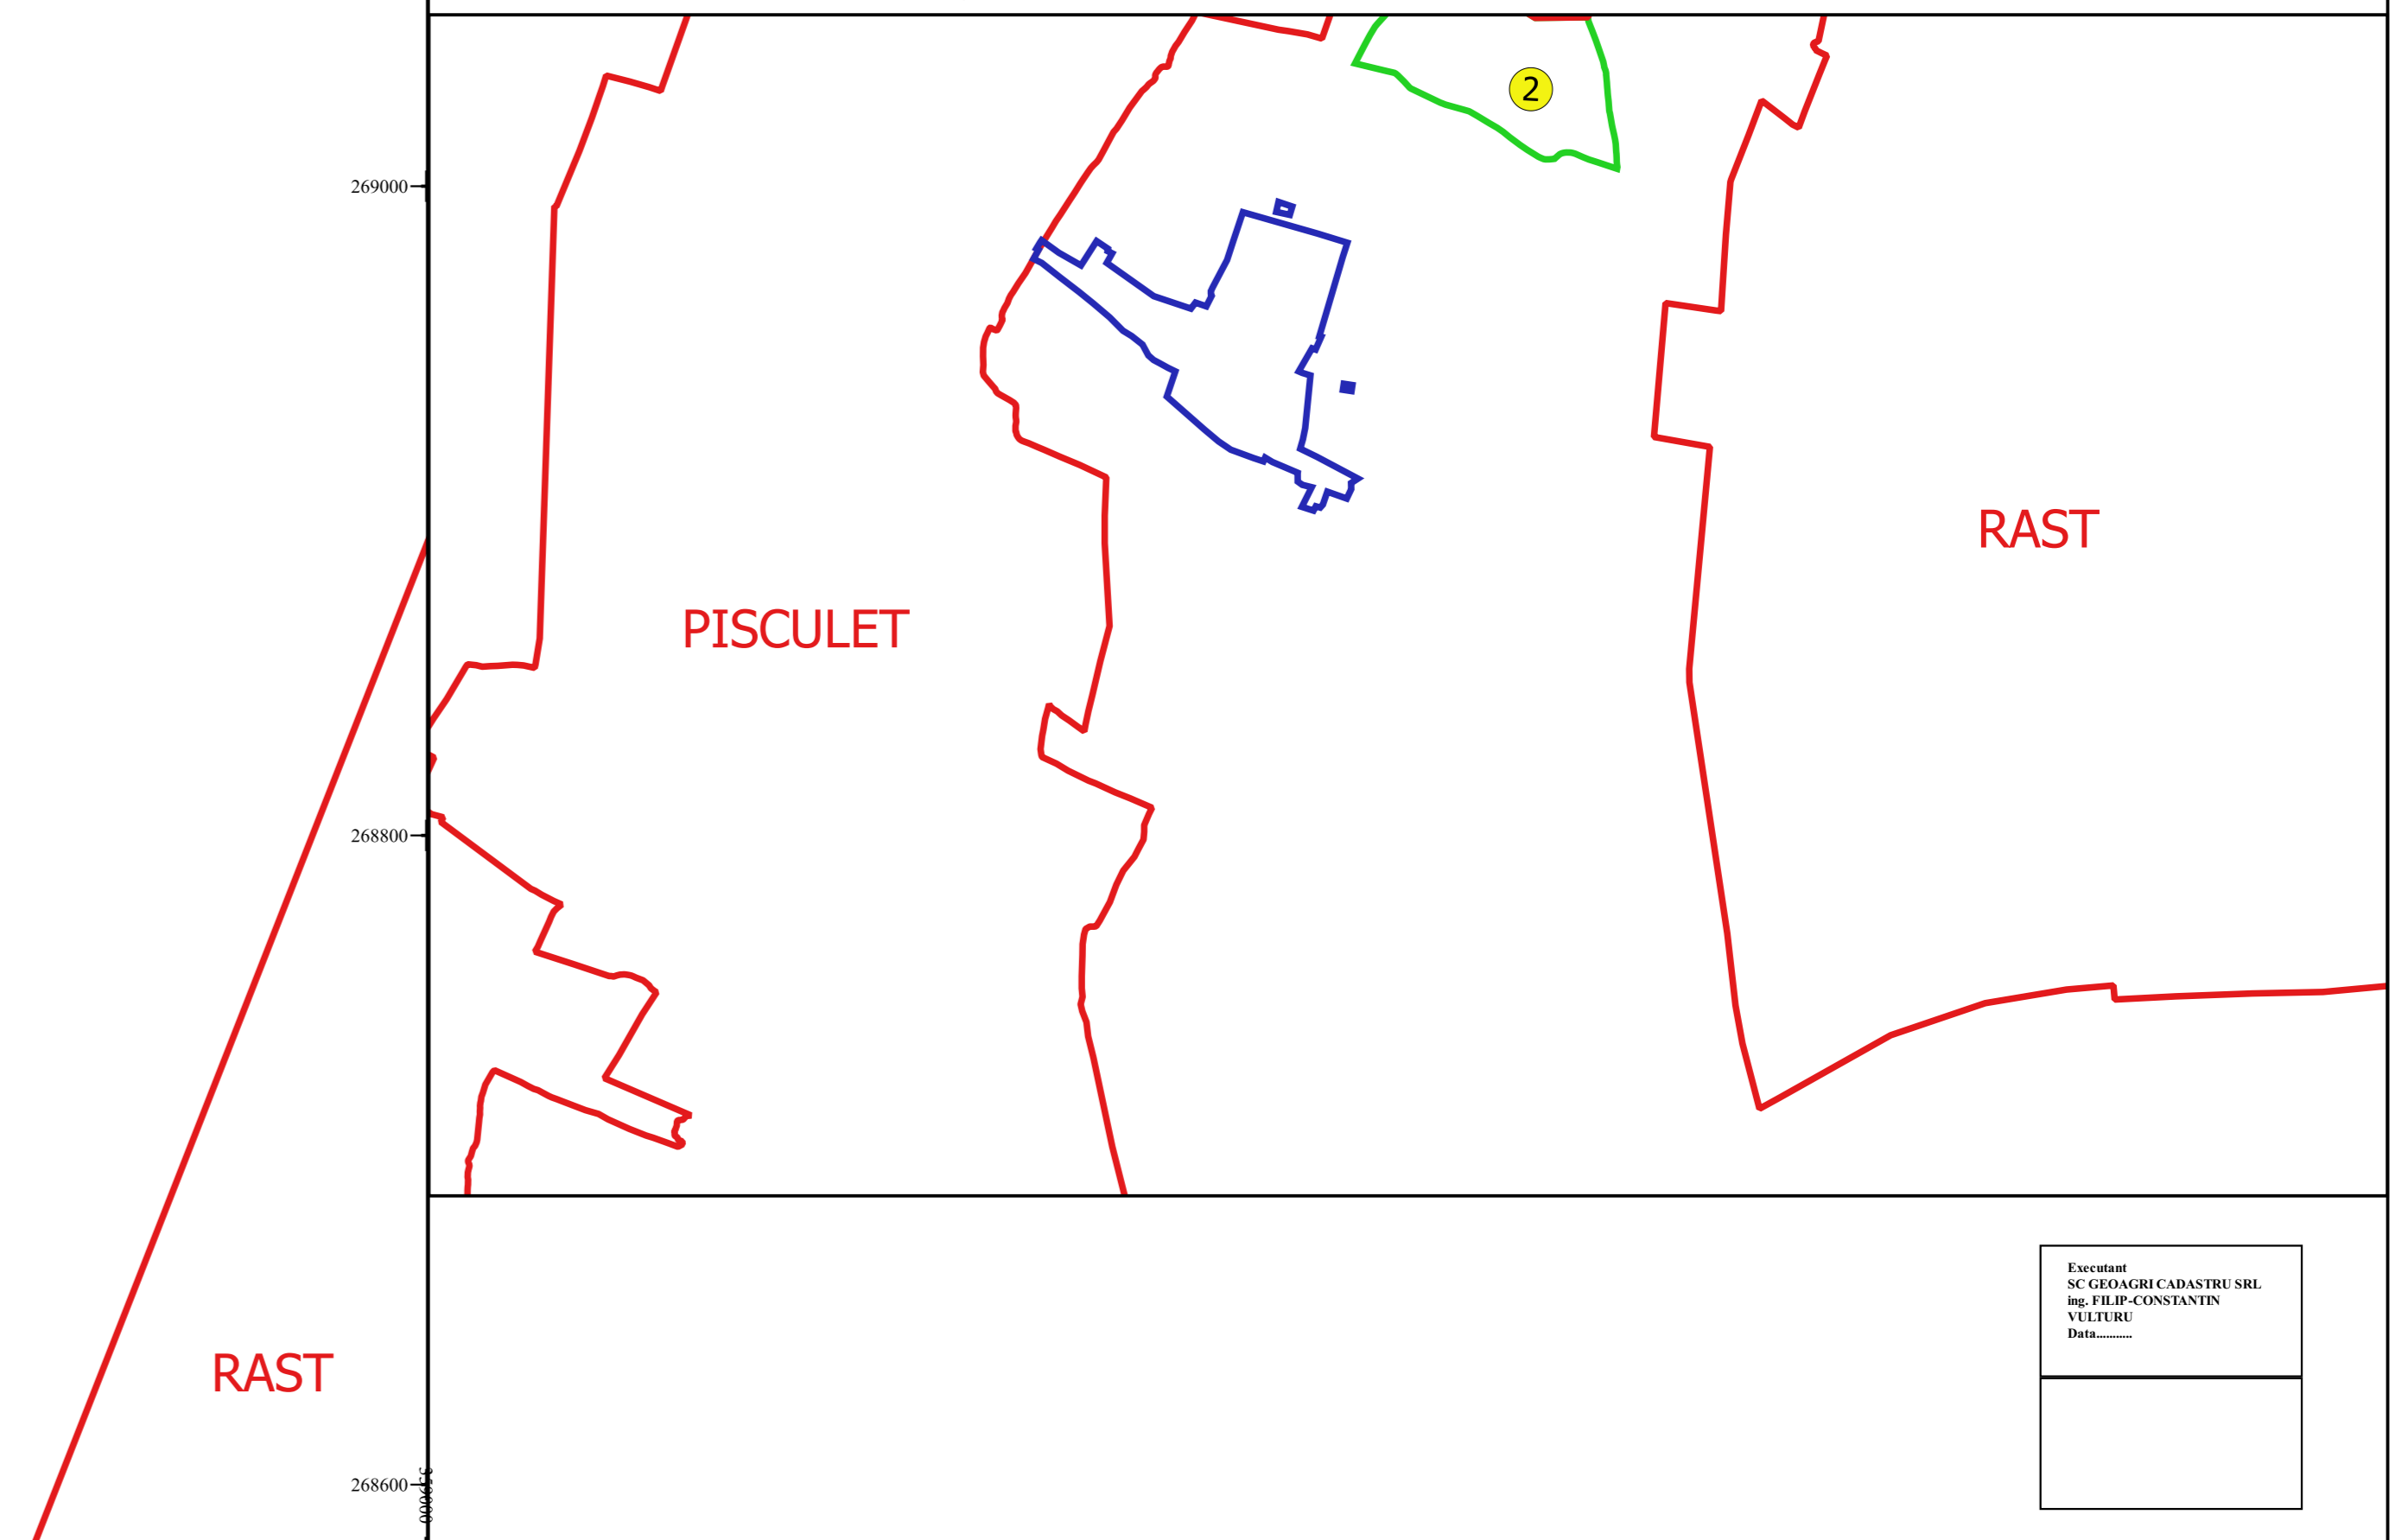 2
269000
RAST
PISCULET
268800
Executant
SC GEOAGRI CADASTRU SRL
ing. FILIP-CONSTANTIN
VULTURU
Data...........
RAST
268600